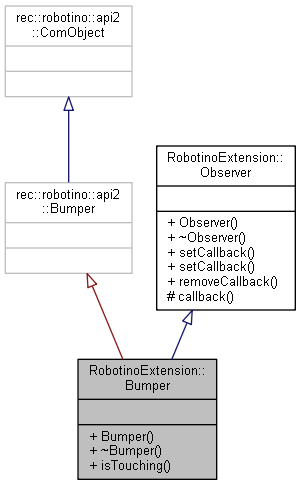 rec::robotino::api2
::ComObject
rec::robotino::api2
::Bumper
RobotinoExtension::
Observer
+ Observer()
+ ~Observer()
+ setCallback()
+ setCallback()
+ removeCallback()
# callback()
RobotinoExtension::
Bumper
+ Bumper()
+ ~Bumper()
+ isTouching()